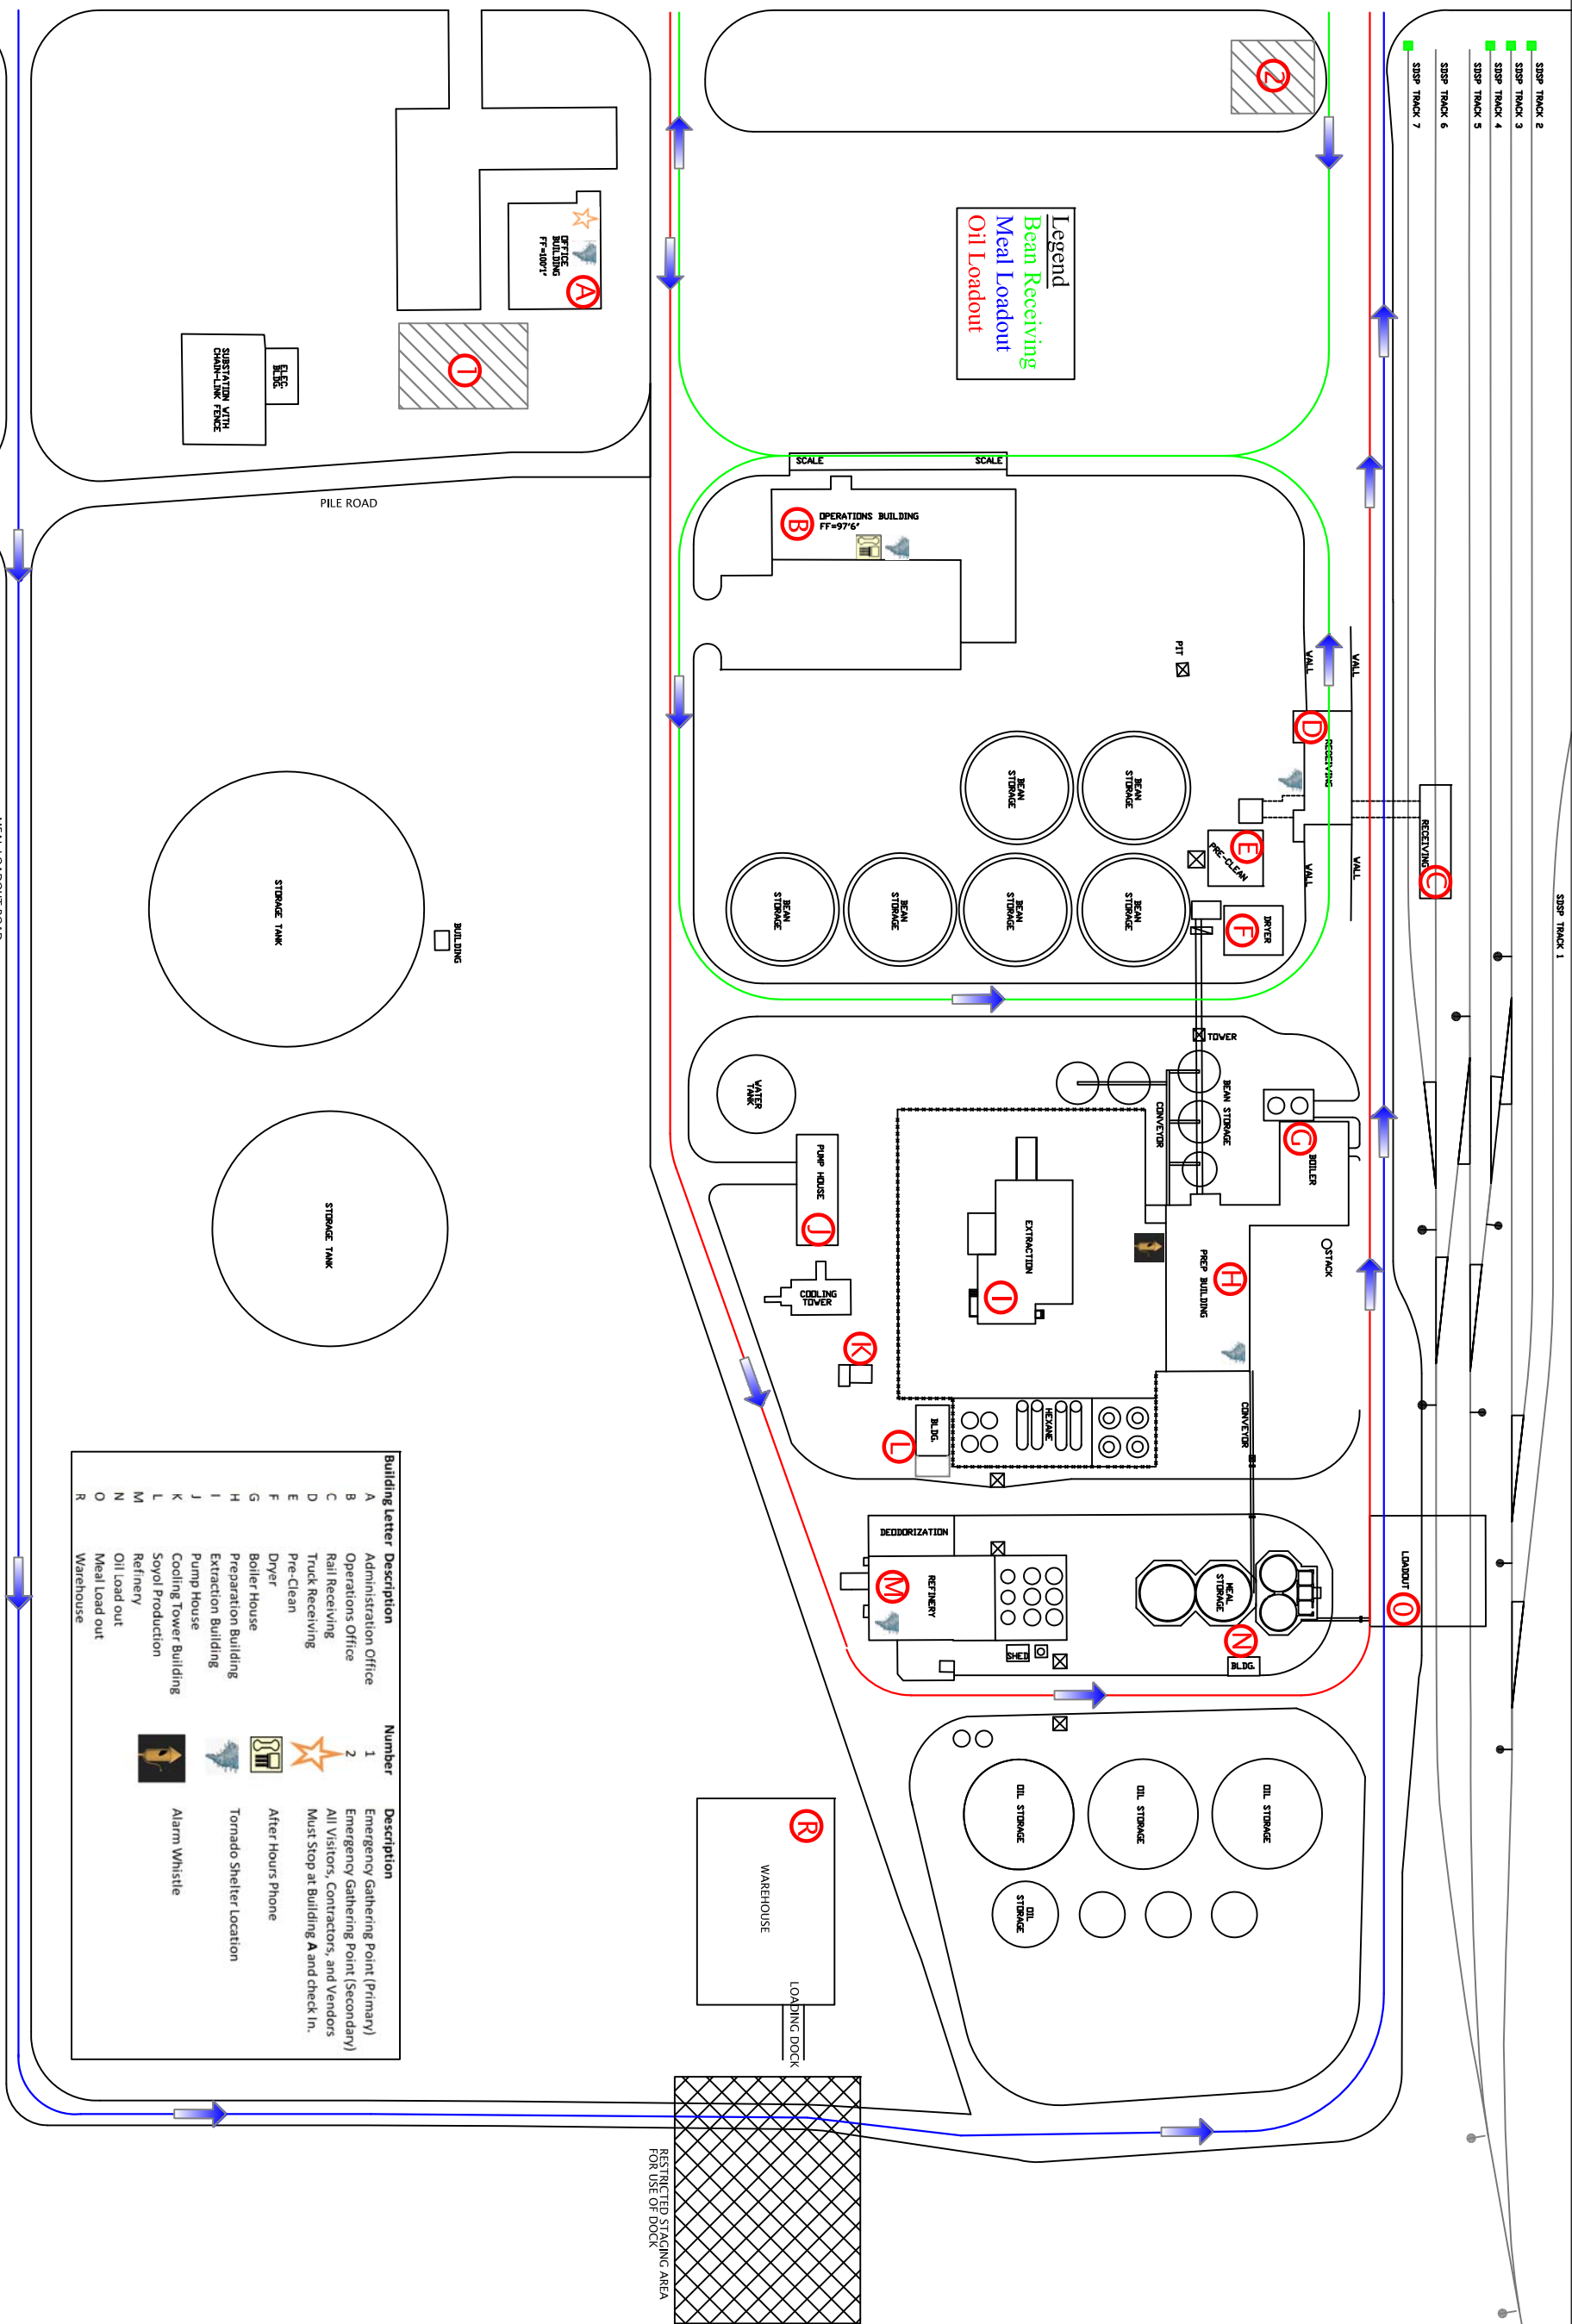 SDSP TRACK 1
SDSP TRACK 2
SDSP TRACK 3
SDSP TRACK 4
SDSP TRACK 5
SDSP TRACK 6
SDSP TRACK 7
2
Legend
Bean Receiving
Meal Loadout
Oil Loadout
OFFICE
BUILDING
FF=100'1"
A
1
ELEC.
BLDG.
SUBSTATION WITH
CHAIN-LINK FENCE
PILE ROAD
SCALE
SCALE
B
OPERATIONS BUILDING
FF=97'6"
PIT
WALL
WALL
WALL
WALL
D
RECEIVING
RECEIVING
C
E
PRE-CLEAN
F
DRYER
BEAN
STORAGE
BEAN
STORAGE
BEAN
STORAGE
BEAN
STORAGE
BEAN
STORAGE
BEAN
STORAGE
STORAGE TANK
BUILDING
STORAGE TANK
MEAL LOADOUT ROAD
TOWER
BEAN STORAGE
CONVEYOR
G
BOILER
STACK
WATER
TANK
PUMP HOUSE
J
COOLING
TOWER
K
EXTRACTION
I
PREP BUILDING
H
CONVEYOR
HEXANE
BLDG.
L
DEODORIZATION
REFINERY
M
SHED
MEAL
STORAGE
N
BLDG.
LOADOUT
O
OIL STORAGE
OIL STORAGE
OIL STORAGE
OIL
STORAGE
R
WAREHOUSE
LOADING DOCK
RESTRICTED STAGING AREA
FOR USE OF DOCK
Building Letter Description Number Description
A Administration Office 1 Emergency Gathering Point (Primary)
B Operations Office 2 Emergency Gathering Point (Secondary)
C Rail Receiving All Visitors, Contractors, and Vendors
D Truck Receiving Must Stop at Building A and check In.
E Pre-Clean
F Dryer After Hours Phone
G Boiler House
H Preparation Building Tornado Shelter Location
I Extraction Building
J Pump House
K Cooling Tower Building Alarm Whistle
L Soyol Production
M Refinery
N Oil Load out
O Meal Load out
R Warehouse